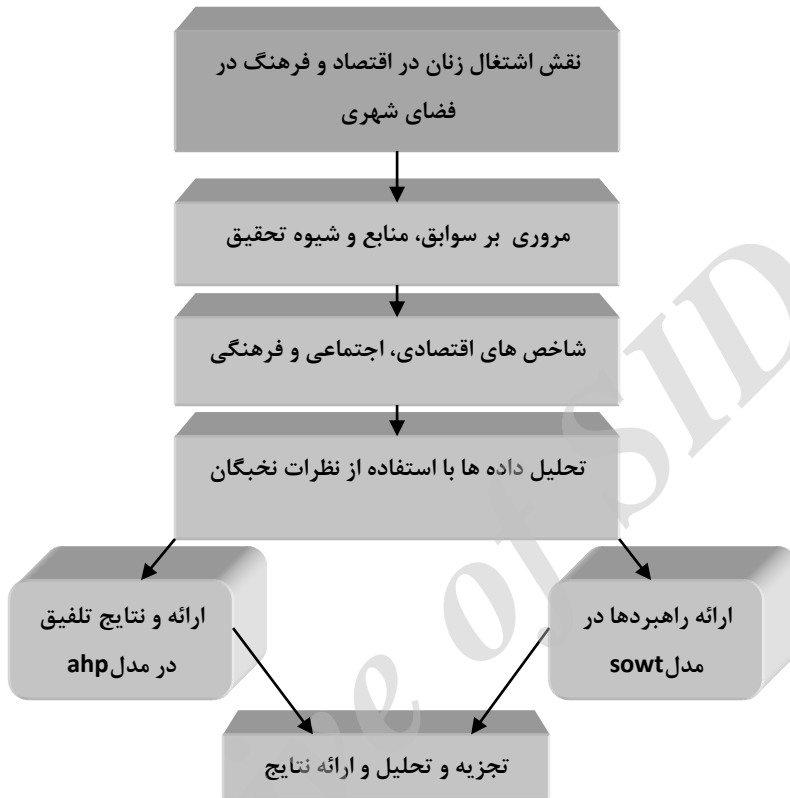 نقش اشتغال زنان در اقتصاد و فرهنگ در
فضای شهری
مروری بر سوابق، منابع و شیوه تحقیق
شاخص های اقتصادی، اجتماعی و فرهنگی
تحلیل داده ها با استفاده از نظرات نخبگان
ارائه راهبردها در
مدلsowt
ارائه و نتایج تلفیق
در مدلahp
تجزیه و تحلیل و ارائه نتایج
e of SID